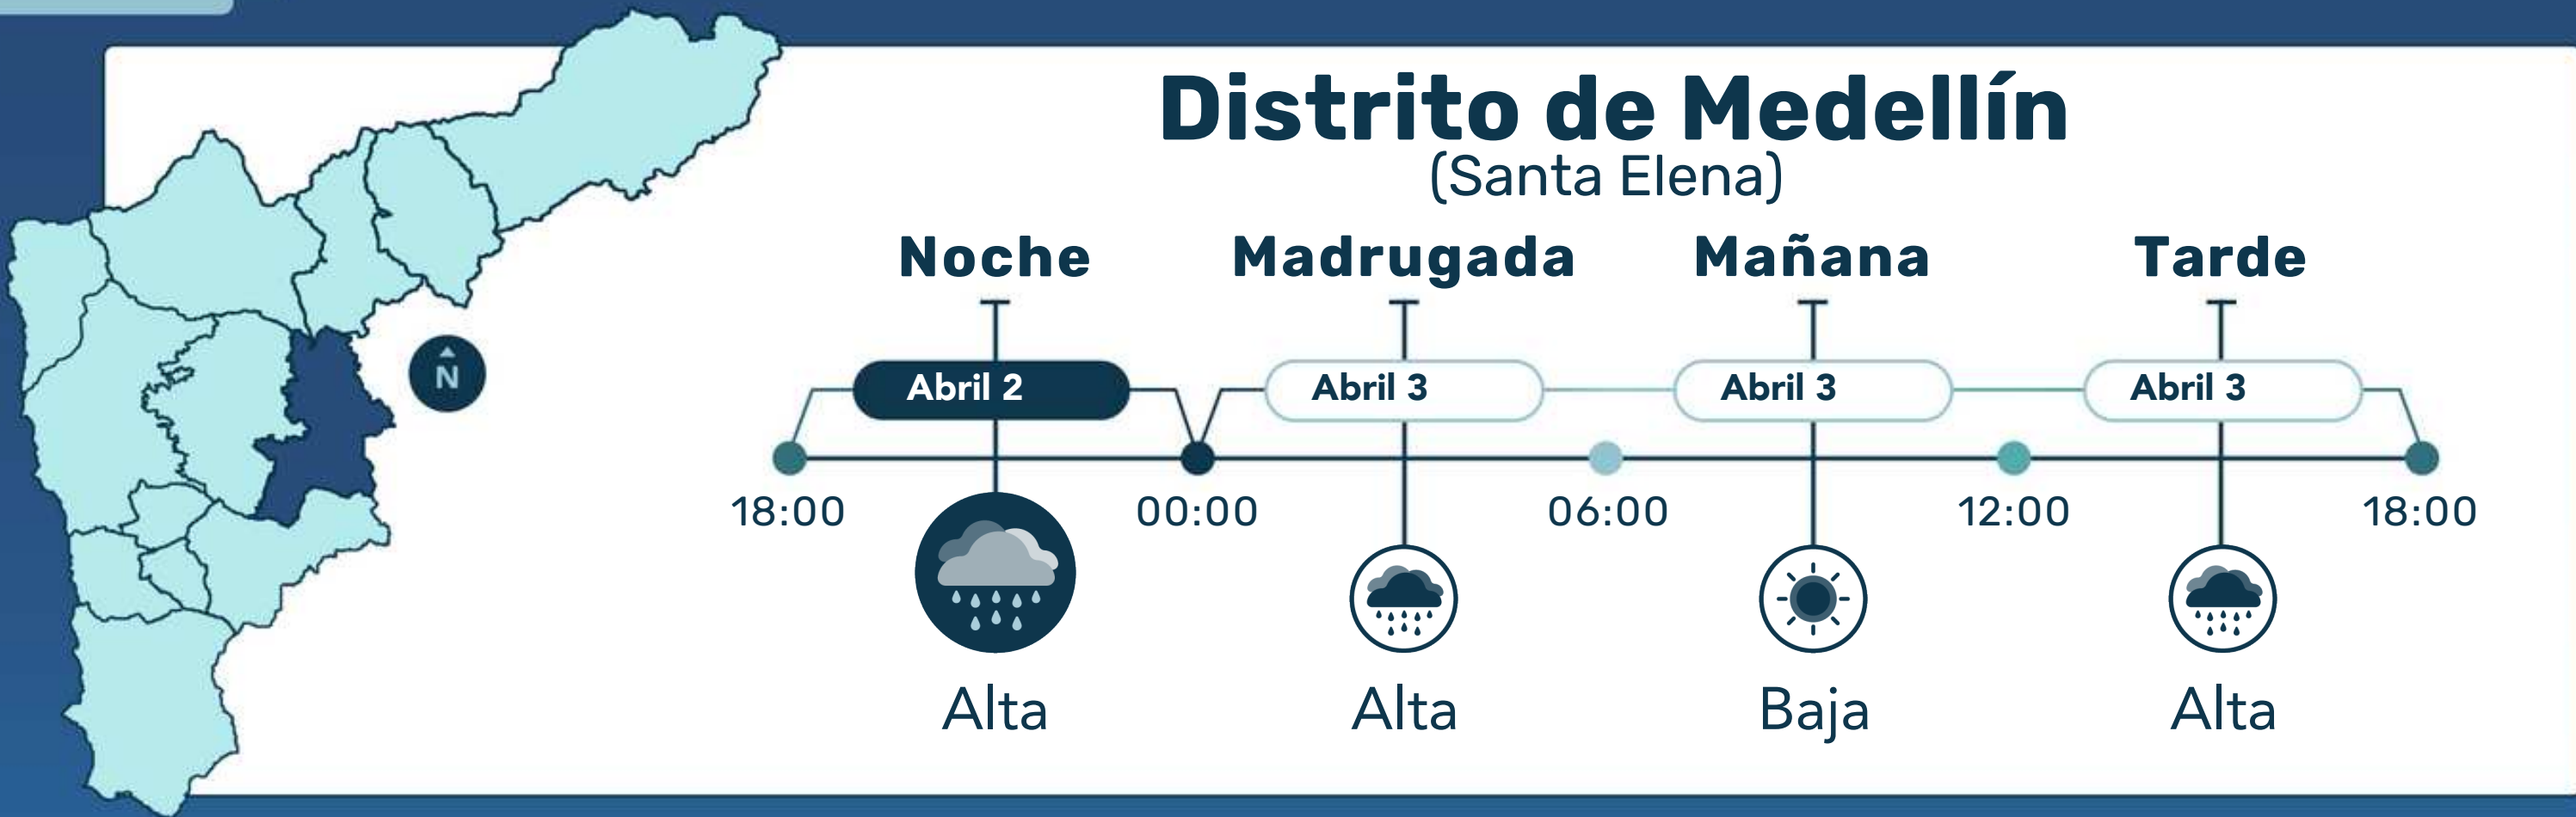 Distrito de Medellín
(Santa Elena)
Noche Madrugada Mañana Tarde
N
Abril 2 Abril 3 Abril 3 Abril 3
18:00 00:00 06:00 12:00 18:00
Alta Alta Baja Alta